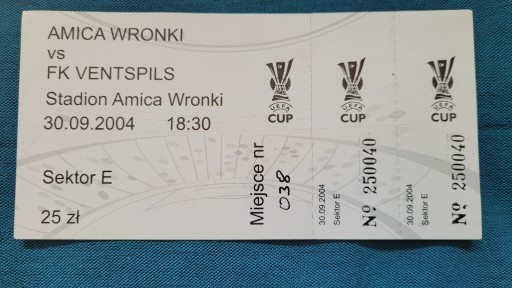 AMICA WRONKI
vs
FK VENTSPILS
Stadion Amica Wronki
30.09.2004 18:30
Sektor E
25 zł
UEFA
CUP
Miejsce nr
038
UEFA
CUP
30.09.2004
Sektor E
Nº 250040
UEFA
CUP
30.09.2004
Sektor E
Nº 250040